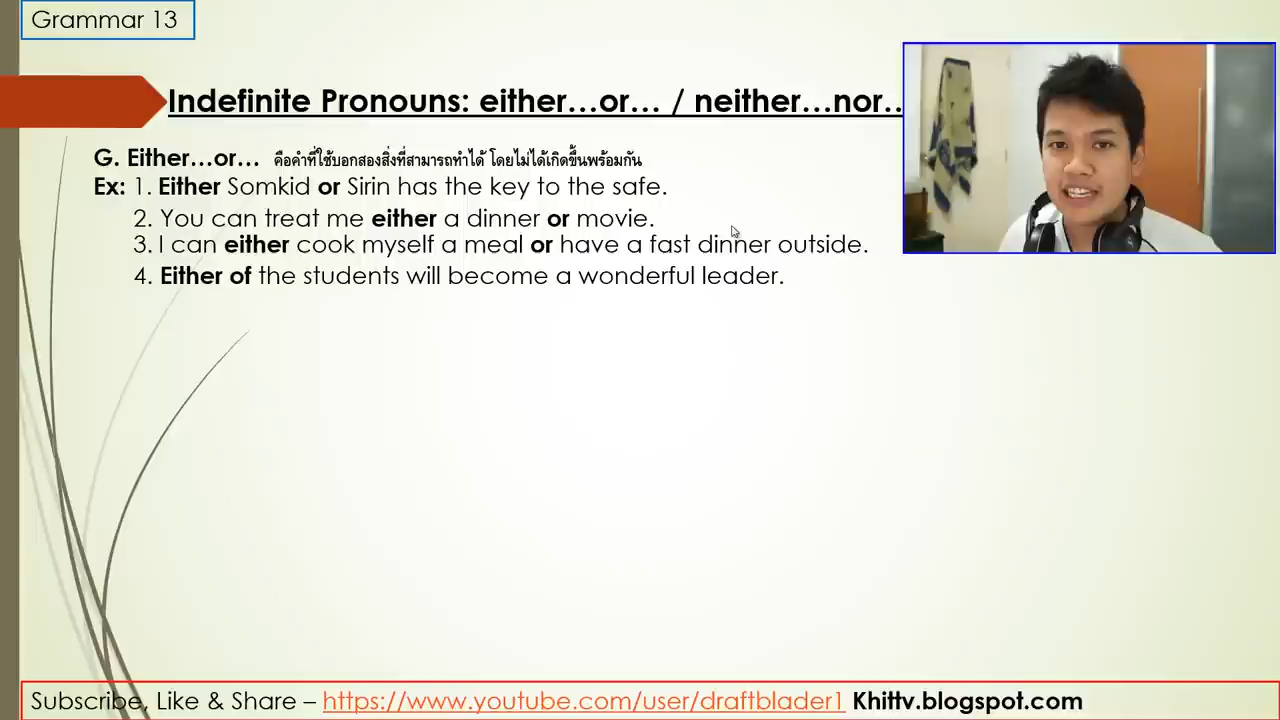 Grammar 13
Indefinite Pronouns: either…or… / neither…nor..
G. Either…or… คือคำที่ใช้บอกสองสิ่งที่สามารถทำได้ โดยไม่ได้เกิดขึ้นพร้อมกัน
Ex: 1. Either Somkid or Sirin has the key to the safe.
2. You can treat me either a dinner or movie.
3. I can either cook myself a meal or have a fast dinner outside.
4. Either of the students will become a wonderful leader.
Subscribe, Like & Share – https://www.youtube.com/user/draftblader1 Khittv.blogspot.com